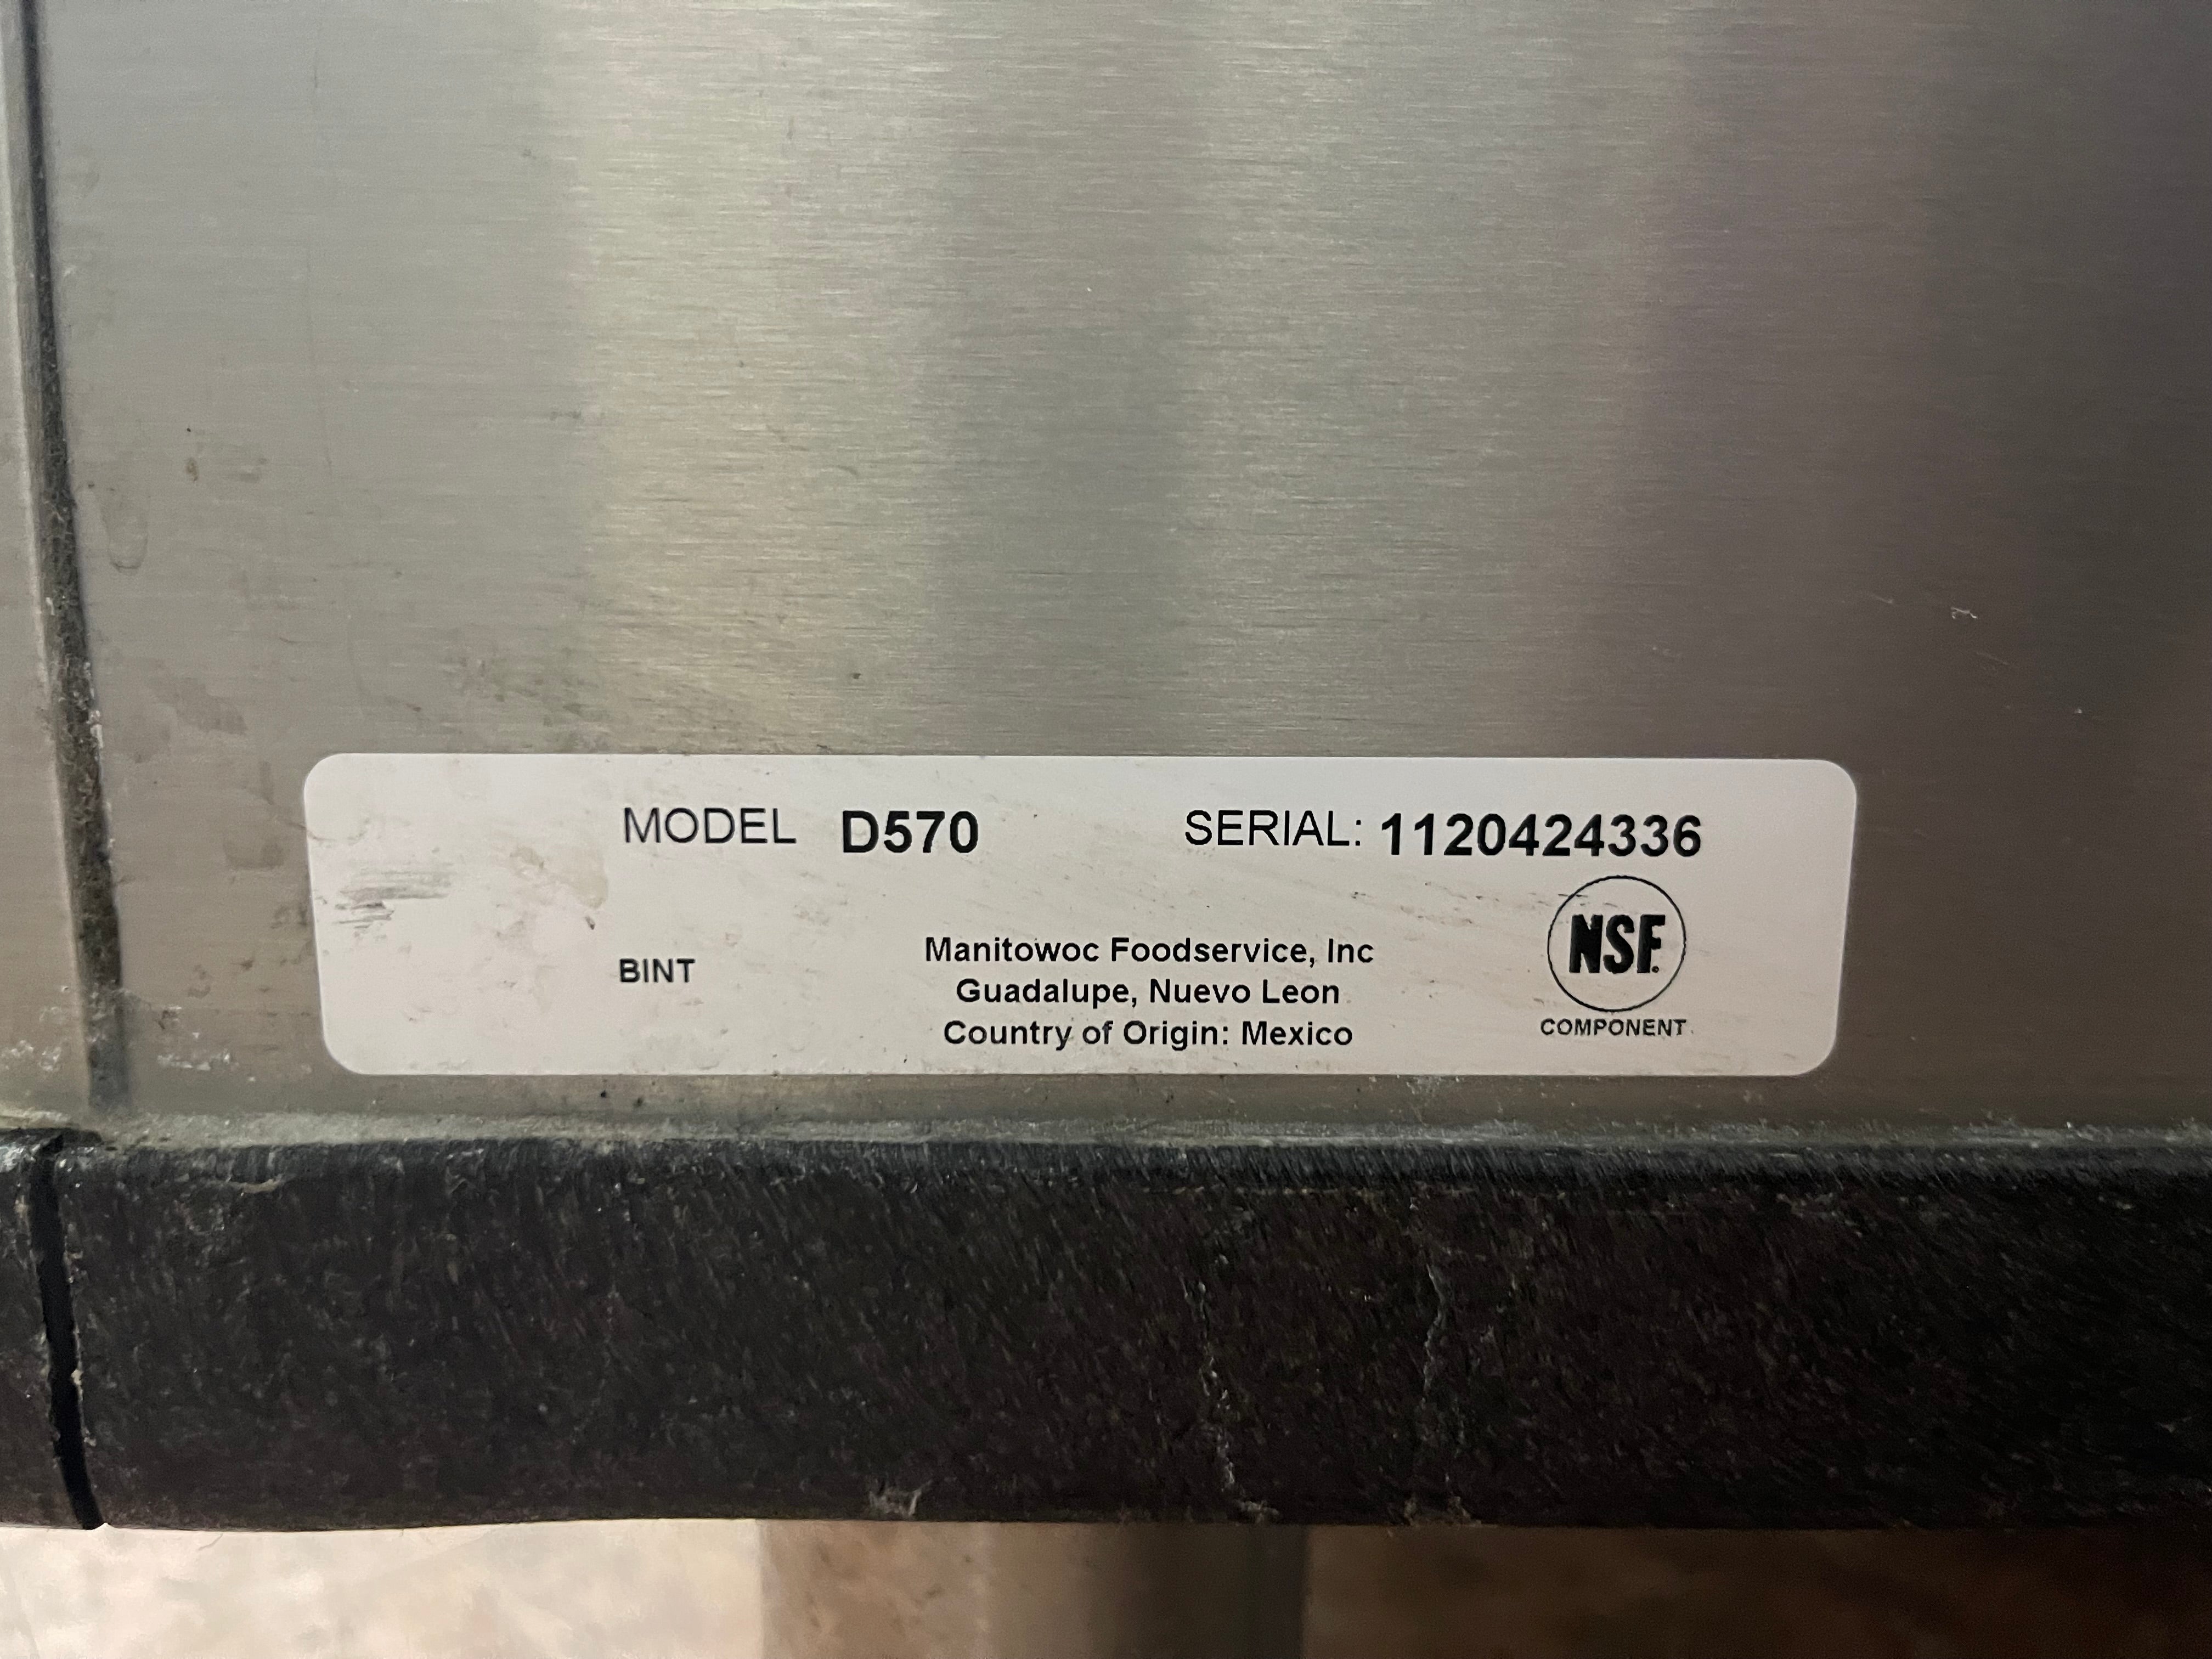 MODEL D570 SERIAL: 1120424336
NSF.
COMPONENT
BINT
Manitowoc Foodservice, Inc
Guadalupe, Nuevo Leon
Country of Origin: Mexico